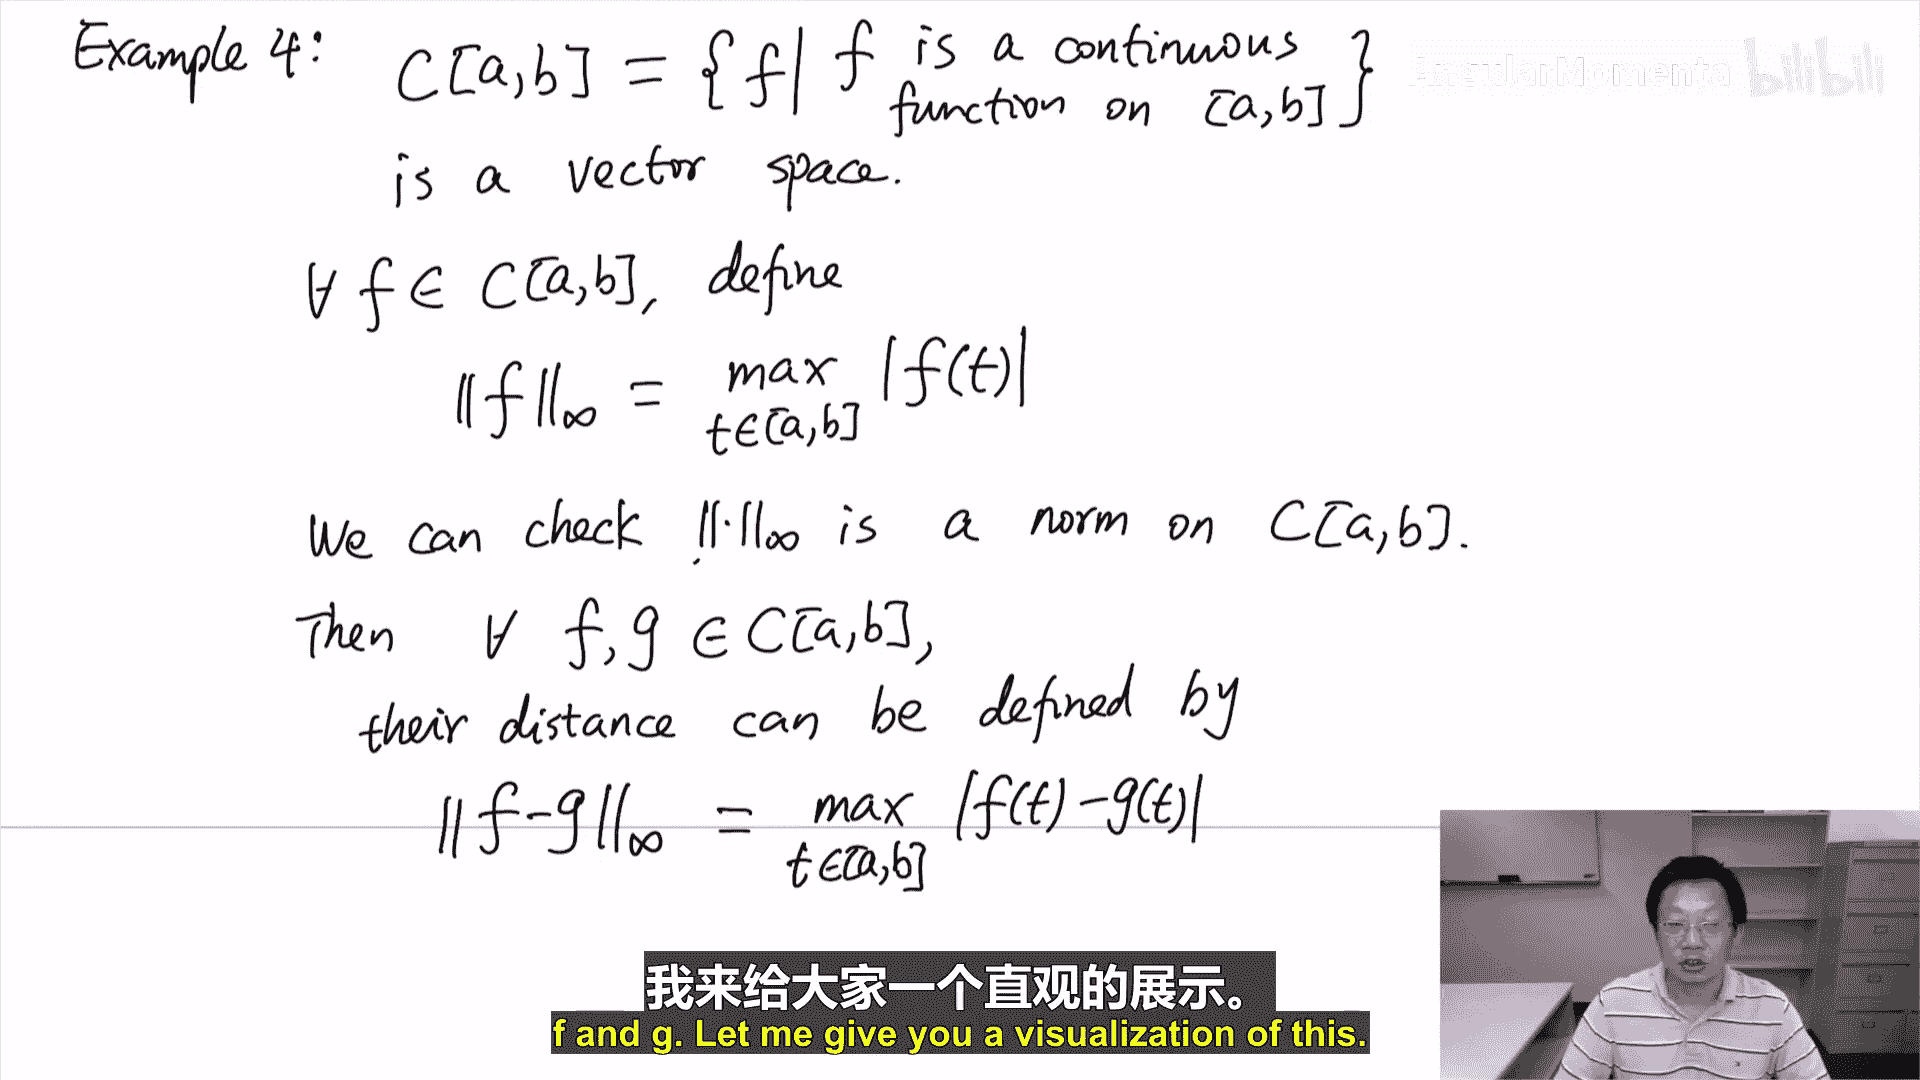 Example 4: C[a,b] = { f | f is a continuous
function on [a,b] }
AngularMomenta bilibili
is a vector space.
∀ f ∈ C[a,b], define
‖f‖∞ = max |f(t)|
t∈[a,b]
We can check ‖·‖∞ is a norm on C[a,b].
Then ∀ f,g ∈ C[a,b],
their distance can be defined by
‖f-g‖∞ = max |f(t)-g(t)|
t∈[a,b]
我来给大家一个直观的展示。
f and g. Let me give you a visualization of this.